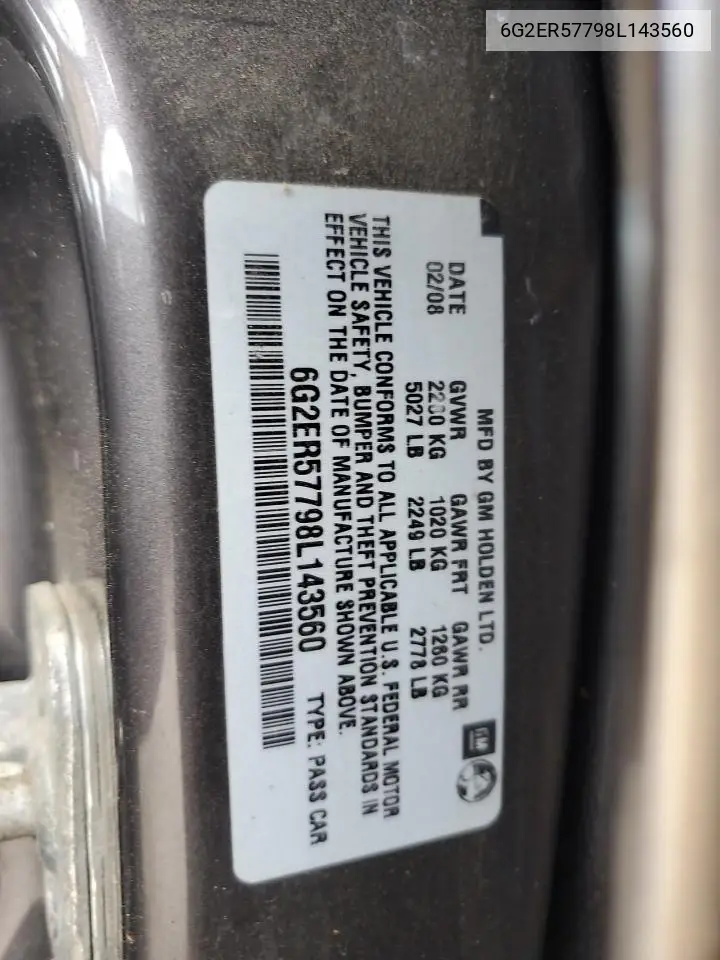 6G2ER57798L143560
MFD BY GM HOLDEN LTD.
DATE GVWR GAWR FRT GAWR RR
02/08 2280 KG 1020 KG 1260 KG
5027 LB 2249 LB 2778 LB
THIS VEHICLE CONFORMS TO ALL APPLICABLE U.S. FEDERAL MOTOR
VEHICLE SAFETY, BUMPER AND THEFT PREVENTION STANDARDS IN
EFFECT ON THE DATE OF MANUFACTURE SHOWN ABOVE.
6G2ER57798L143560 TYPE: PASS CAR
GM